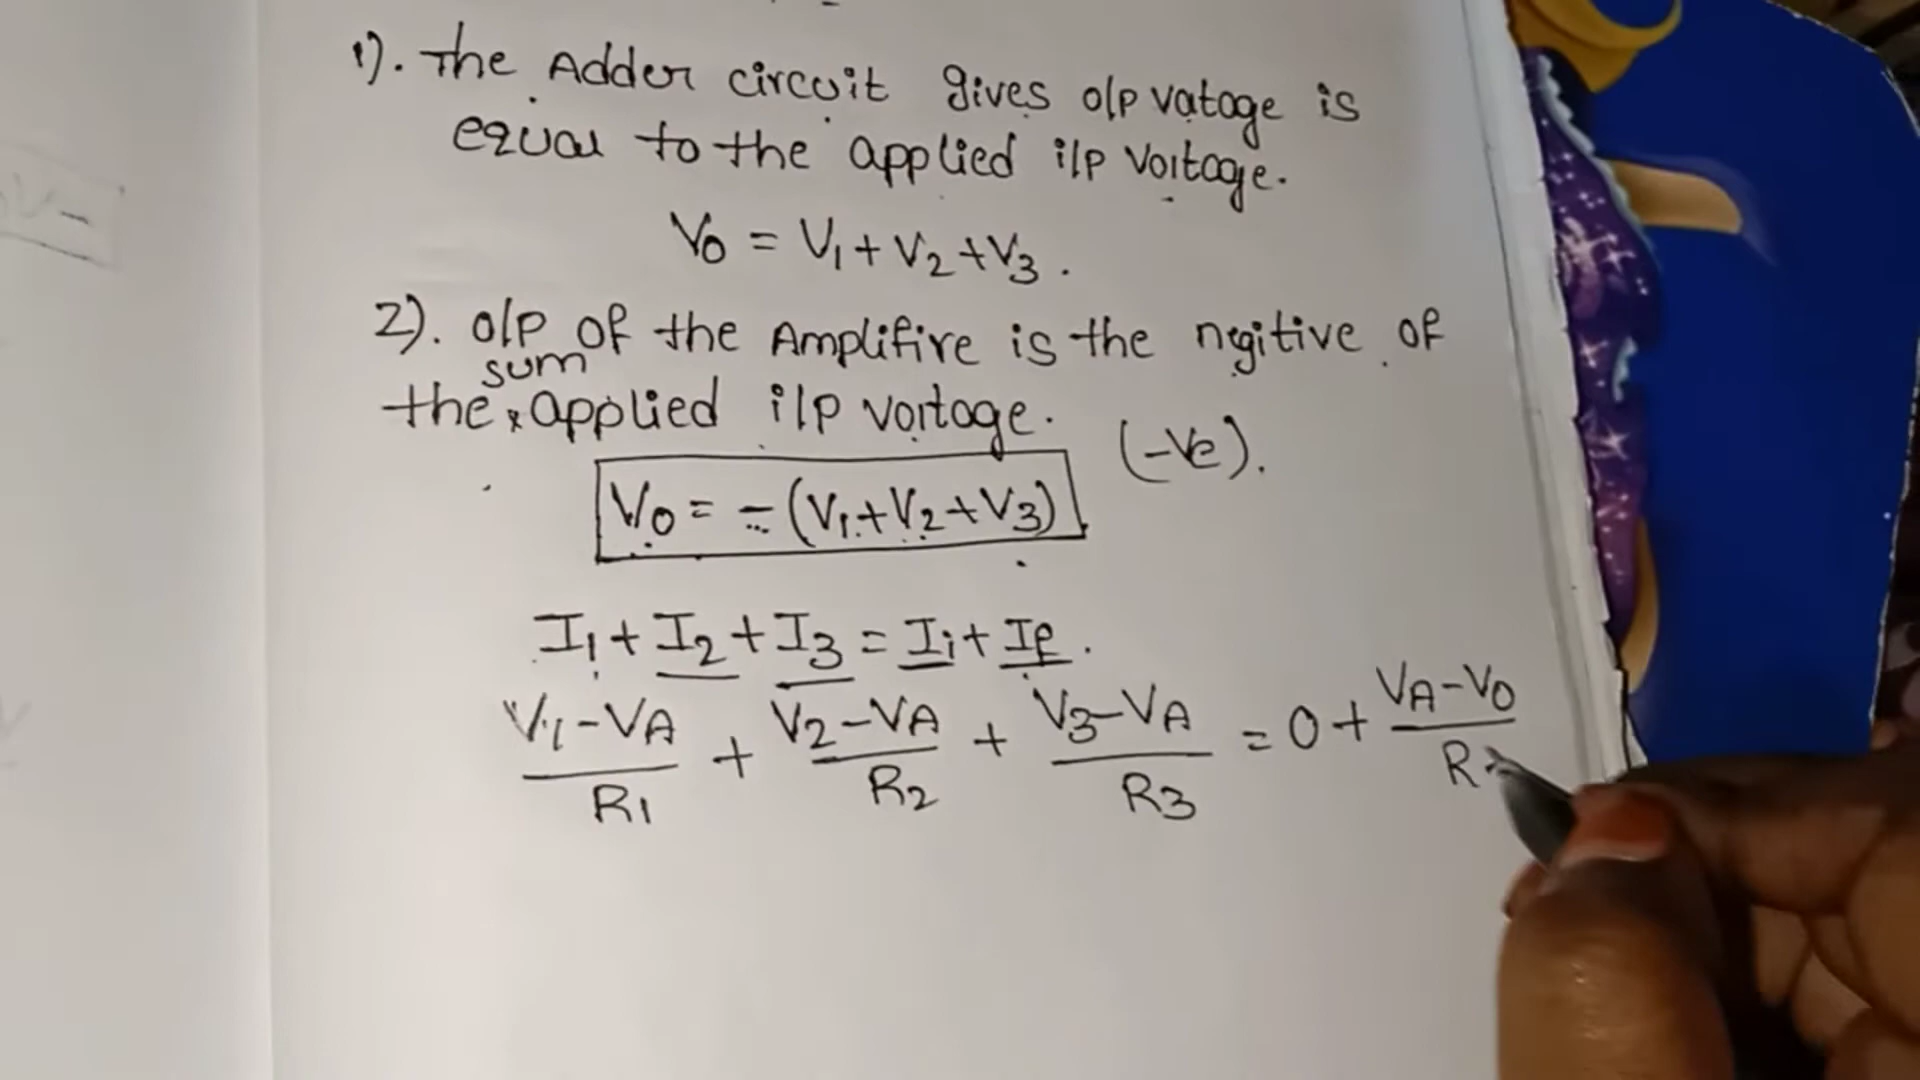 1). The Adder circuit gives o/p vatage is
equal to the applied i/p Voltage.
V0 = V1 + V2 + V3 .
2). o/p of the Amplifire is the negitive of
sum
the x applied i/p voltage. (-Ve).
V0 = - (V1 + V2 + V3)
I1 + I2 + I3 = Ii + If .
V1 - VA / R1 + V2 - VA / R2 + V3 - VA / R3 = 0 + VA - V0 / R